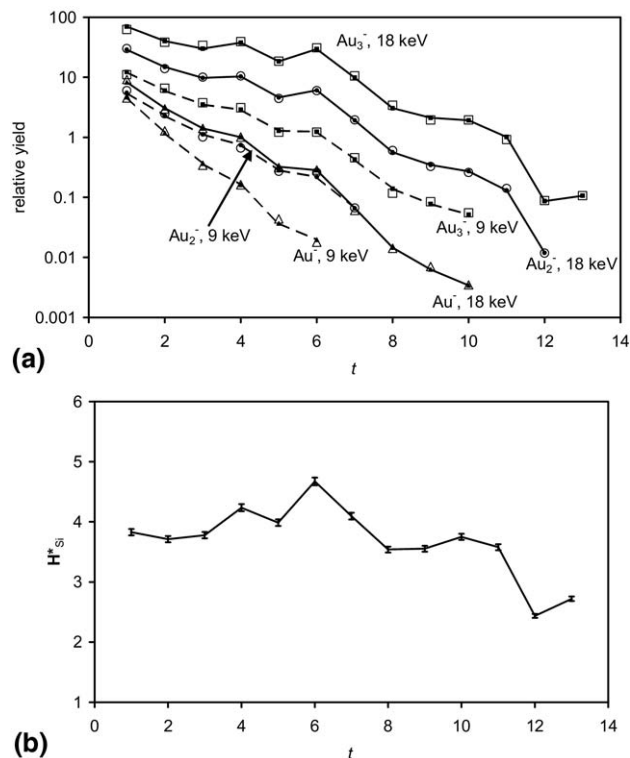 100
10
1
0.1
0.01
0.001
relative yield
Au₃⁻, 18 keV
Au₂⁻, 9 keV
Au⁻, 9 keV
Au₃⁻, 9 keV
Au₂⁻, 18 keV
Au⁻, 18 keV
0 2 4 6 8 10 12 14
t
(a)
6
5
4
3
2
1
H*Si
0 2 4 6 8 10 12 14
t
(b)